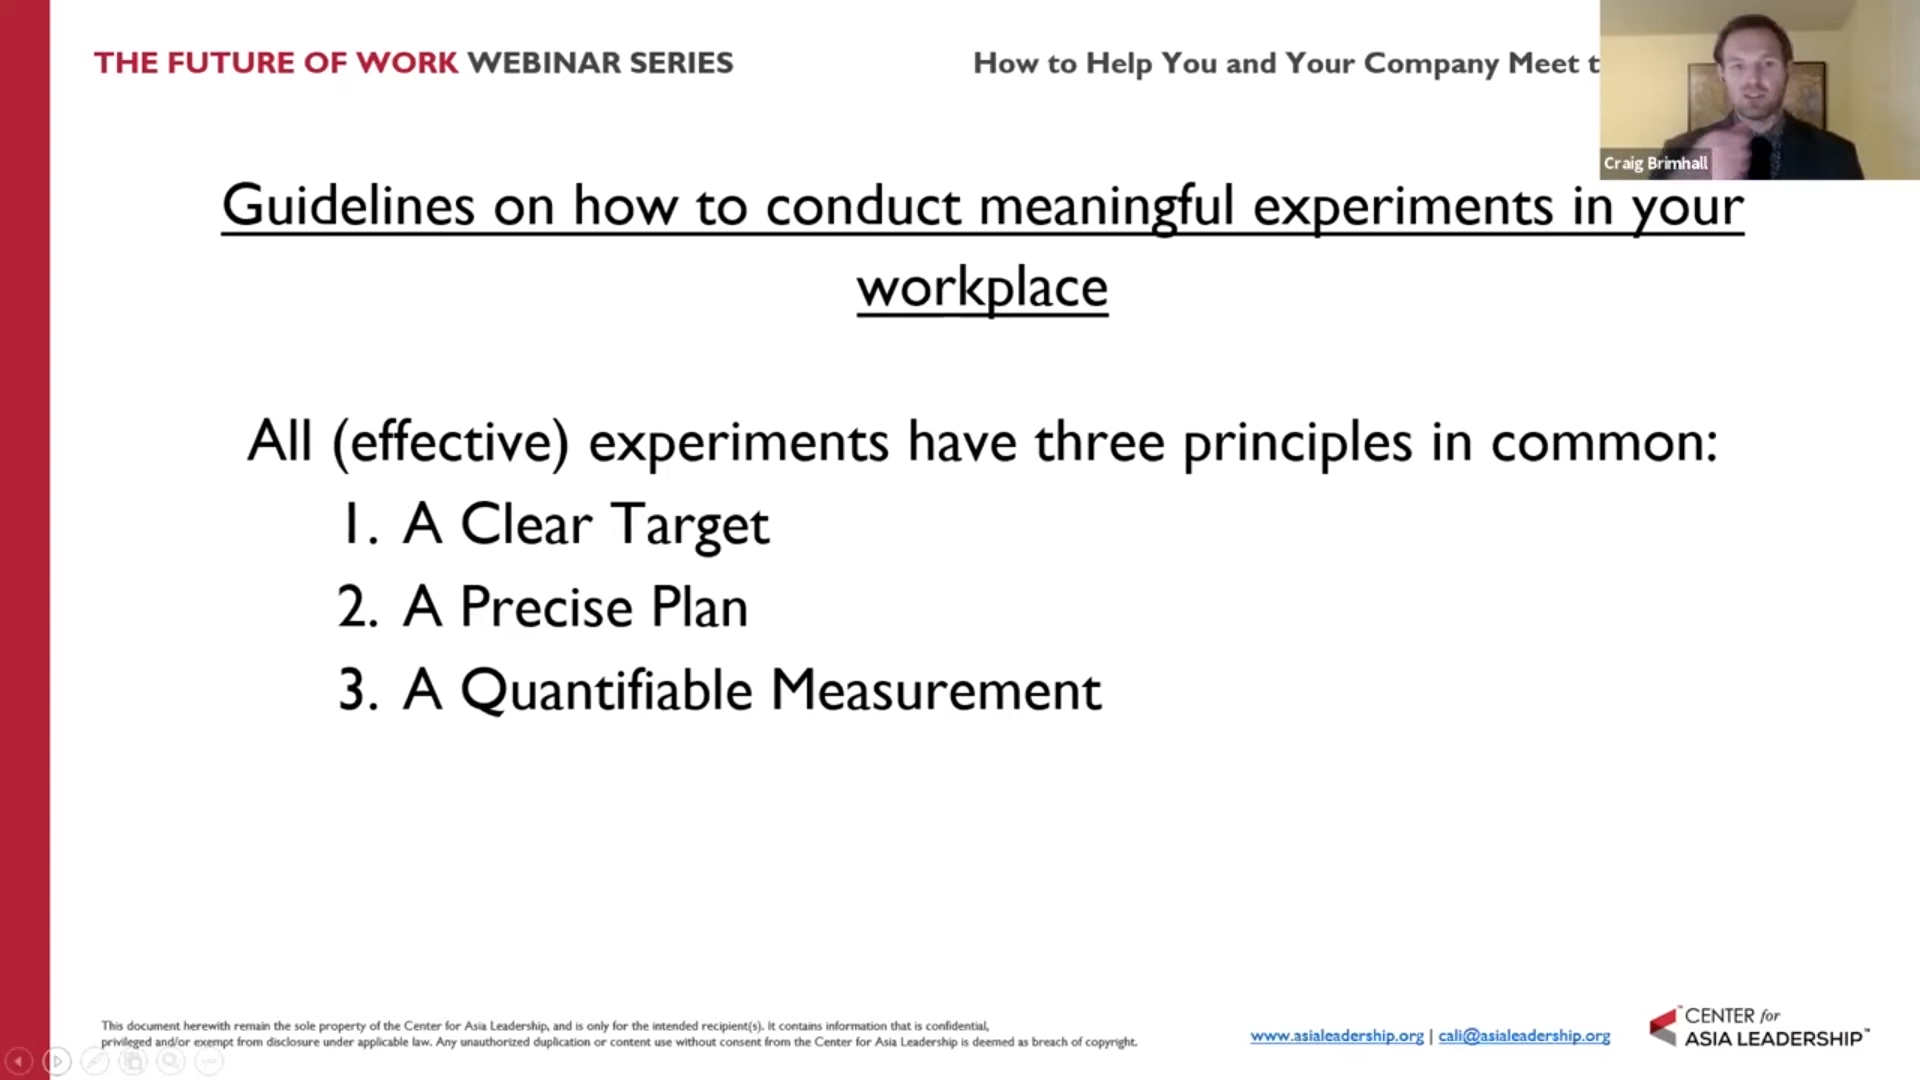 THE FUTURE OF WORK WEBINAR SERIES
How to Help You and Your Company Meet t
Craig Brimhall
Guidelines on how to conduct meaningful experiments in your
workplace
All (effective) experiments have three principles in common:
1. A Clear Target
2. A Precise Plan
3. A Quantifiable Measurement
This document herewith remain the sole property of the Center for Asia Leadership, and is only for the intended recipient(s). It contains information that is confidential,
privileged and/or exempt from disclosure under applicable law. Any unauthorized duplication or content use without consent from the Center for Asia Leadership is deemed as breach of copyright.
www.asialeadership.org | cali@asialeadership.org
CENTER for
ASIA LEADERSHIP™